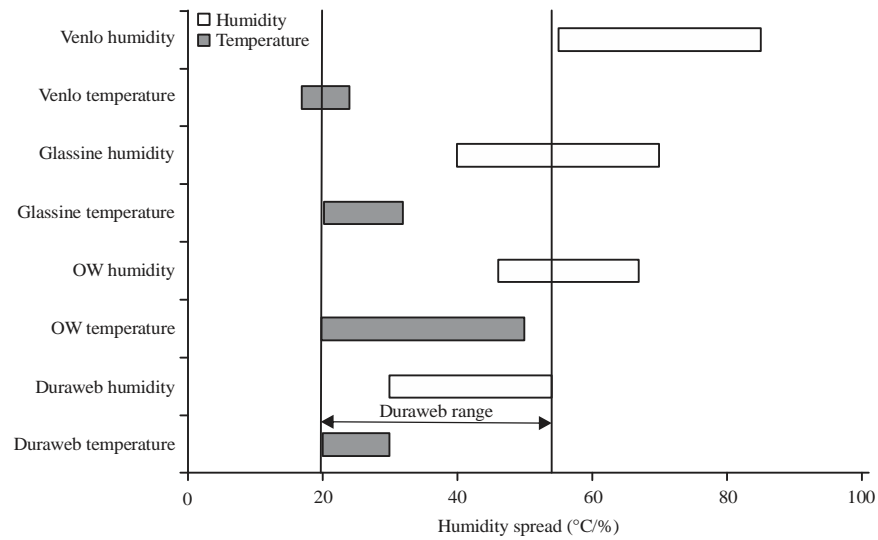 Humidity
Temperature
Venlo humidity
Venlo temperature
Glassine humidity
Glassine temperature
OW humidity
OW temperature
Duraweb humidity
Duraweb range
Duraweb temperature
0 20 40 60 80 100
Humidity spread (°C/%)